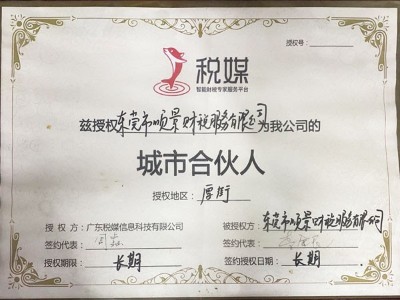 授权号:
税媒
智能财税专家服务平台
兹授权东莞市顺景财税服务有限公司为我公司的
城市合伙人
授权地区: 厚街
授 权 方: 广东税媒信息科技有限公司
被授权方: 东莞市顺景财税服务有限公司
签约代表:
签约代表:
授权期限: 长期
签约授权日期: 长期